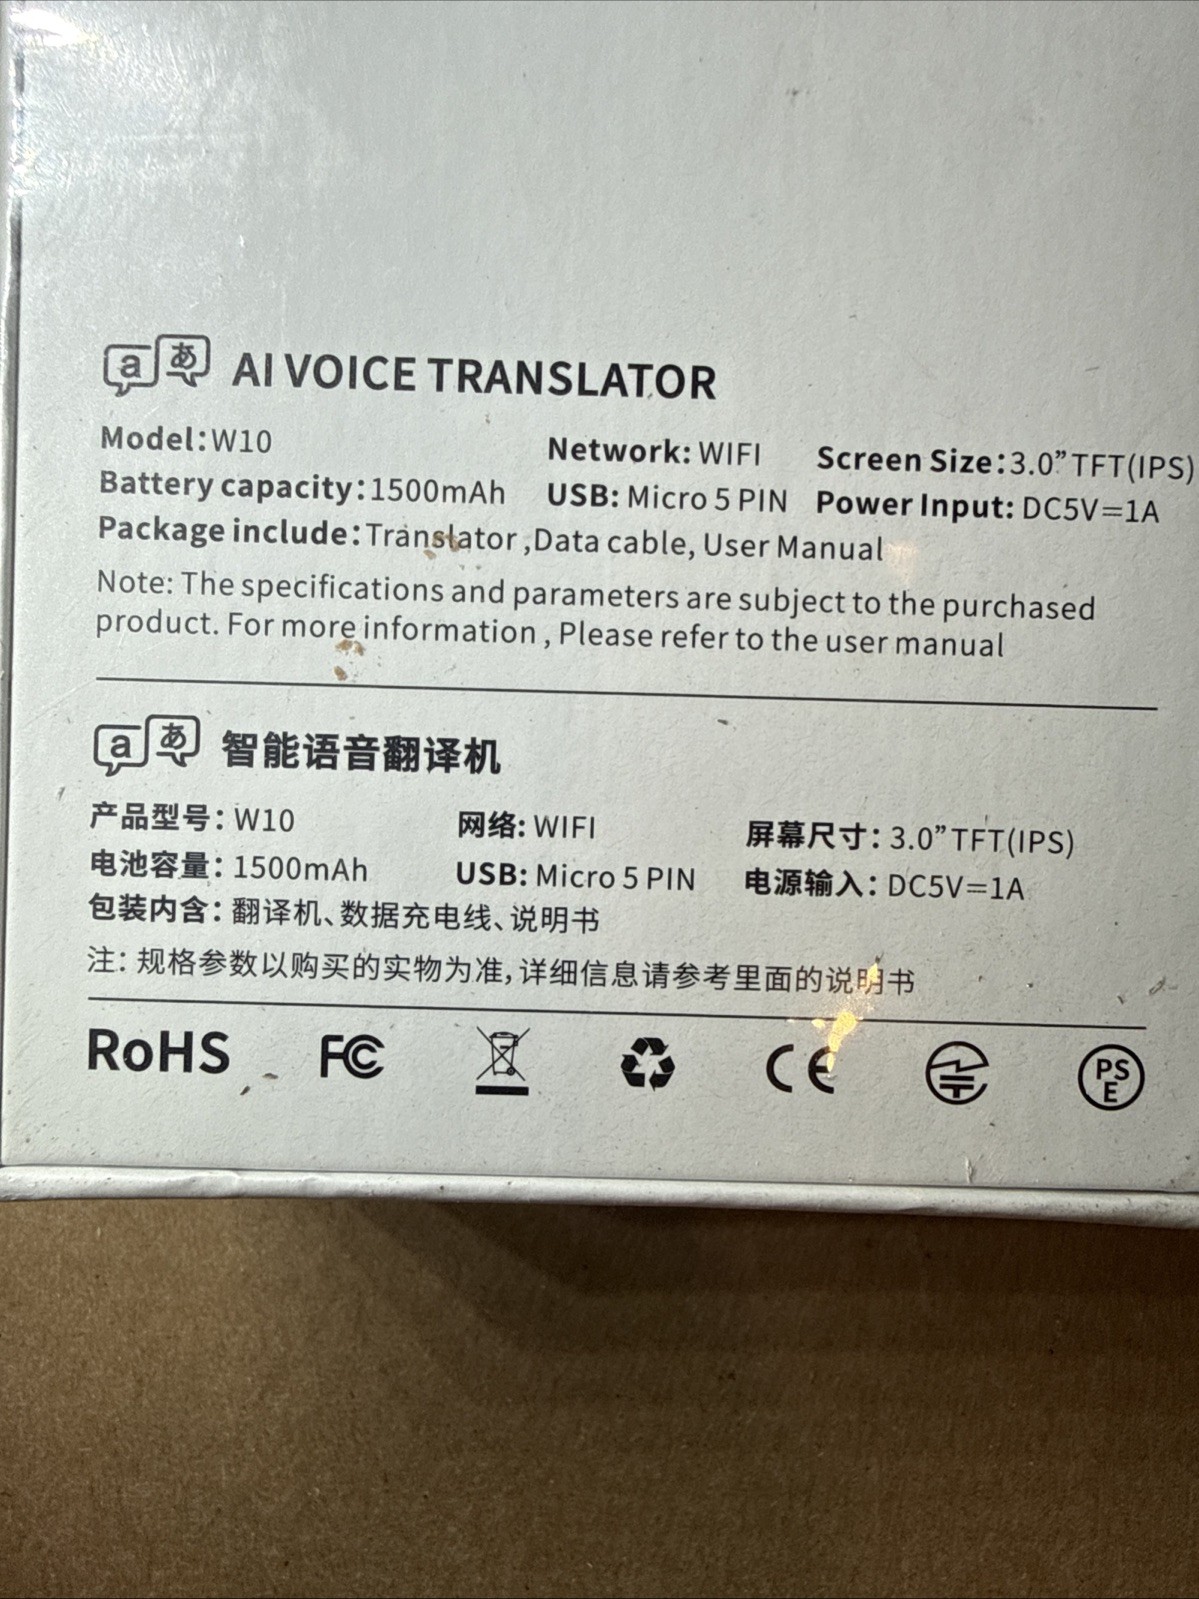 aあ AI VOICE TRANSLATOR
Model:W10 Network: WIFI Screen Size:3.0” TFT(IPS)
Battery capacity:1500mAh USB: Micro 5 PIN Power Input: DC5V=1A
Package include:Translator ,Data cable, User Manual
Note: The specifications and parameters are subject to the purchased
product. For more information , Please refer to the user manual
aあ 智能语音翻译机
产品型号: W10 网络: WIFI 屏幕尺寸: 3.0” TFT(IPS)
电池容量: 1500mAh USB: Micro 5 PIN 电源输入: DC5V=1A
包装内含: 翻译机、数据充电线、说明书
注: 规格参数以购买的实物为准,详细信息请参考里面的说明书
RoHS FC CE PSE